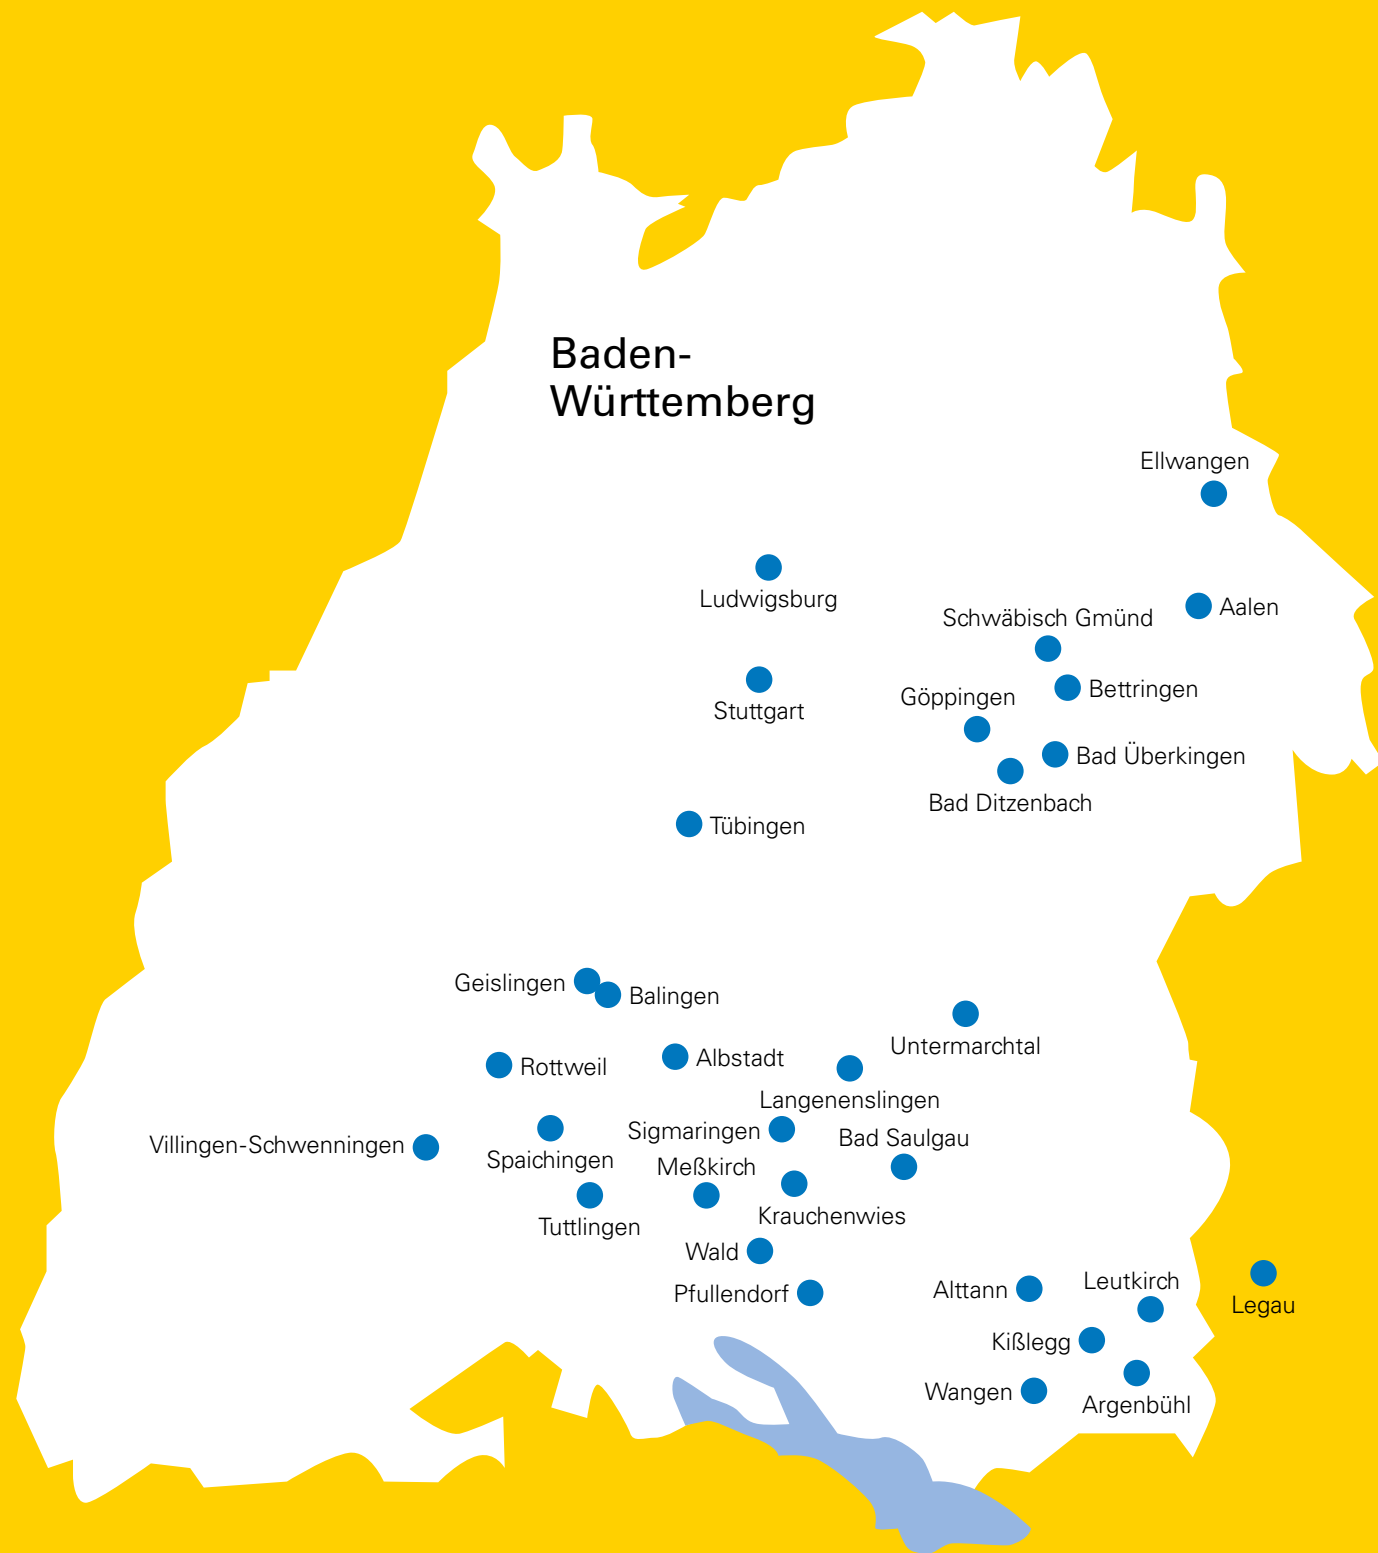 Baden-
Württemberg
Ellwangen
Ludwigsburg
Aalen
Schwäbisch Gmünd
Bettringen
Göppingen
Stuttgart
Bad Überkingen
Bad Ditzenbach
Tübingen
Geislingen
Balingen
Untermarchtal
Albstadt
Rottweil
Langenenslingen
Sigmaringen
Bad Saulgau
Villingen-Schwenningen
Spaichingen
Meßkirch
Krauchenwies
Tuttlingen
Wald
Pfullendorf
Alttann
Leutkirch
Legau
Kißlegg
Wangen
Argenbühl